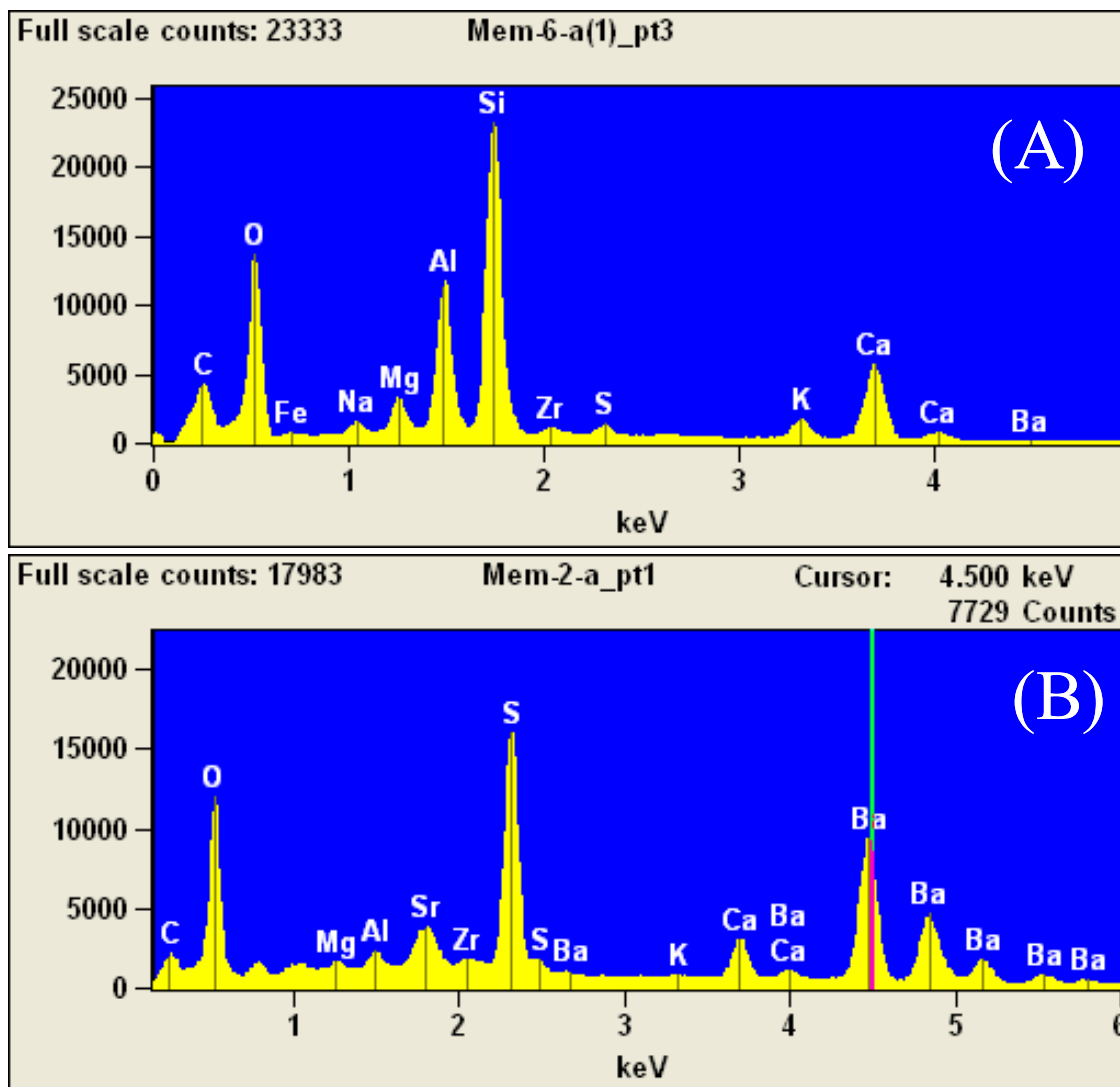 Full scale counts: 23333 Mem-6-a(1)_pt3
(A)
25000
20000
15000
10000
5000
0
C
O
Fe
Na
Mg
Al
Si
Zr
S
K
Ca
Ca
Ba
0 1 2 3 4
keV
Full scale counts: 17983 Mem-2-a_pt1 Cursor: 4.500 keV
7729 Counts
(B)
20000
15000
10000
5000
0
C
O
Mg
Al
Sr
Zr
S
S
Ba
K
Ca
Ba
Ca
Ba
Ba
Ba
Ba
Ba
1 2 3 4 5 6
keV